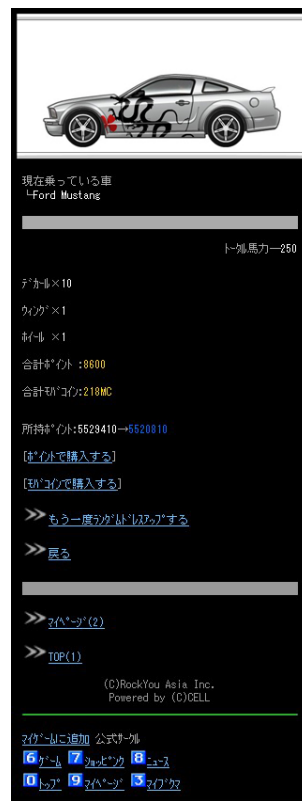 現在乗っている車
└Ford Mustang
ﾄｰﾀﾙ馬力―250
ﾃﾞｶｰﾙ×10
ｳｨﾝｸﾞ×1
ﾎｲｰﾙ ×1
合計ﾎﾟｲﾝﾄ :8600
合計ﾓﾊﾞｺｲﾝ:218MC
所持ﾎﾟｲﾝﾄ:5529410→5520810
[ﾎﾟｲﾝﾄで購入する]
[ﾓﾊﾞｺｲﾝで購入する]
>>もう一度ﾗﾝﾀﾞﾑﾄﾞﾚｽｱｯﾌﾟする
>>戻る
>>ﾏｲﾍﾟｰｼﾞ(2)
>>TOP(1)
(C)RockYou Asia Inc.
Powered by (C)CELL
ﾏｲｹﾞｰﾑに追加 公式ｻｰｸﾙ
6ｹﾞｰﾑ 7ｼｮｯﾋﾟﾝｸﾞ 8ﾆｭｰｽ
0ﾄｯﾌﾟ 9ﾏｲﾍﾟｰｼﾞ 3ﾏｲﾌﾞｸﾏ